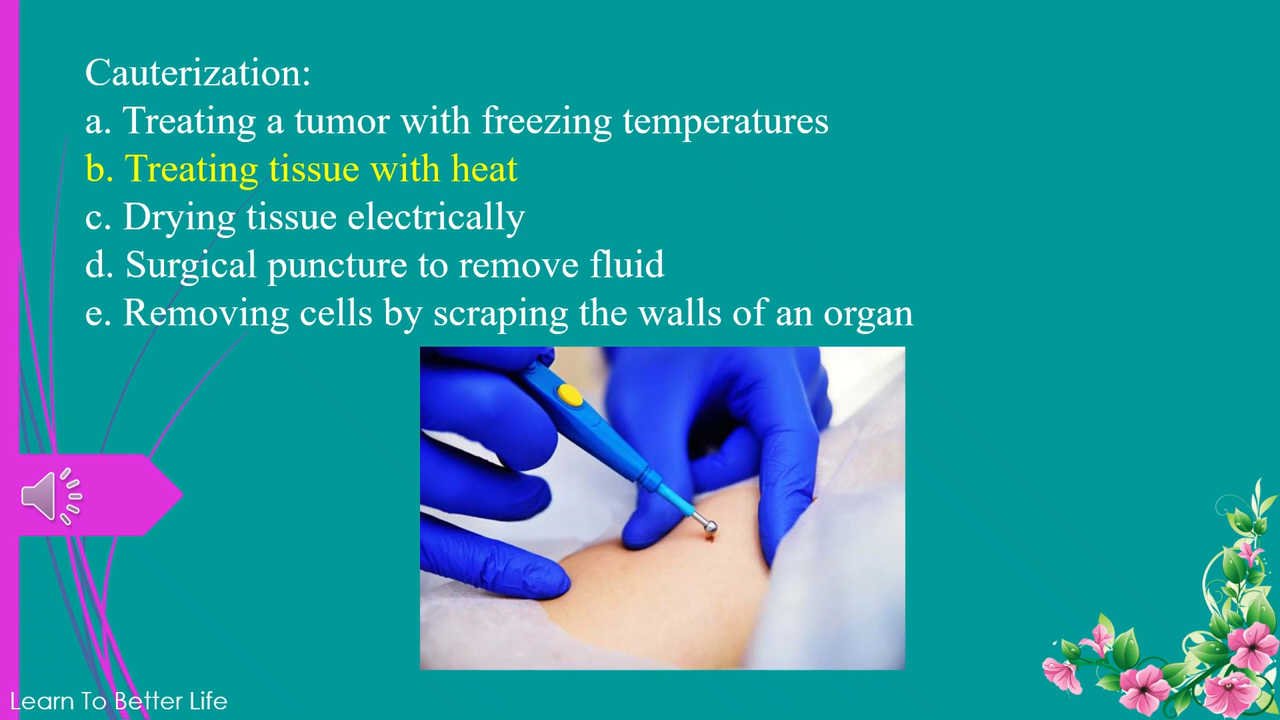 Cauterization:
a. Treating a tumor with freezing temperatures
b. Treating tissue with heat
c. Drying tissue electrically
d. Surgical puncture to remove fluid
e. Removing cells by scraping the walls of an organ
Learn To Better Life